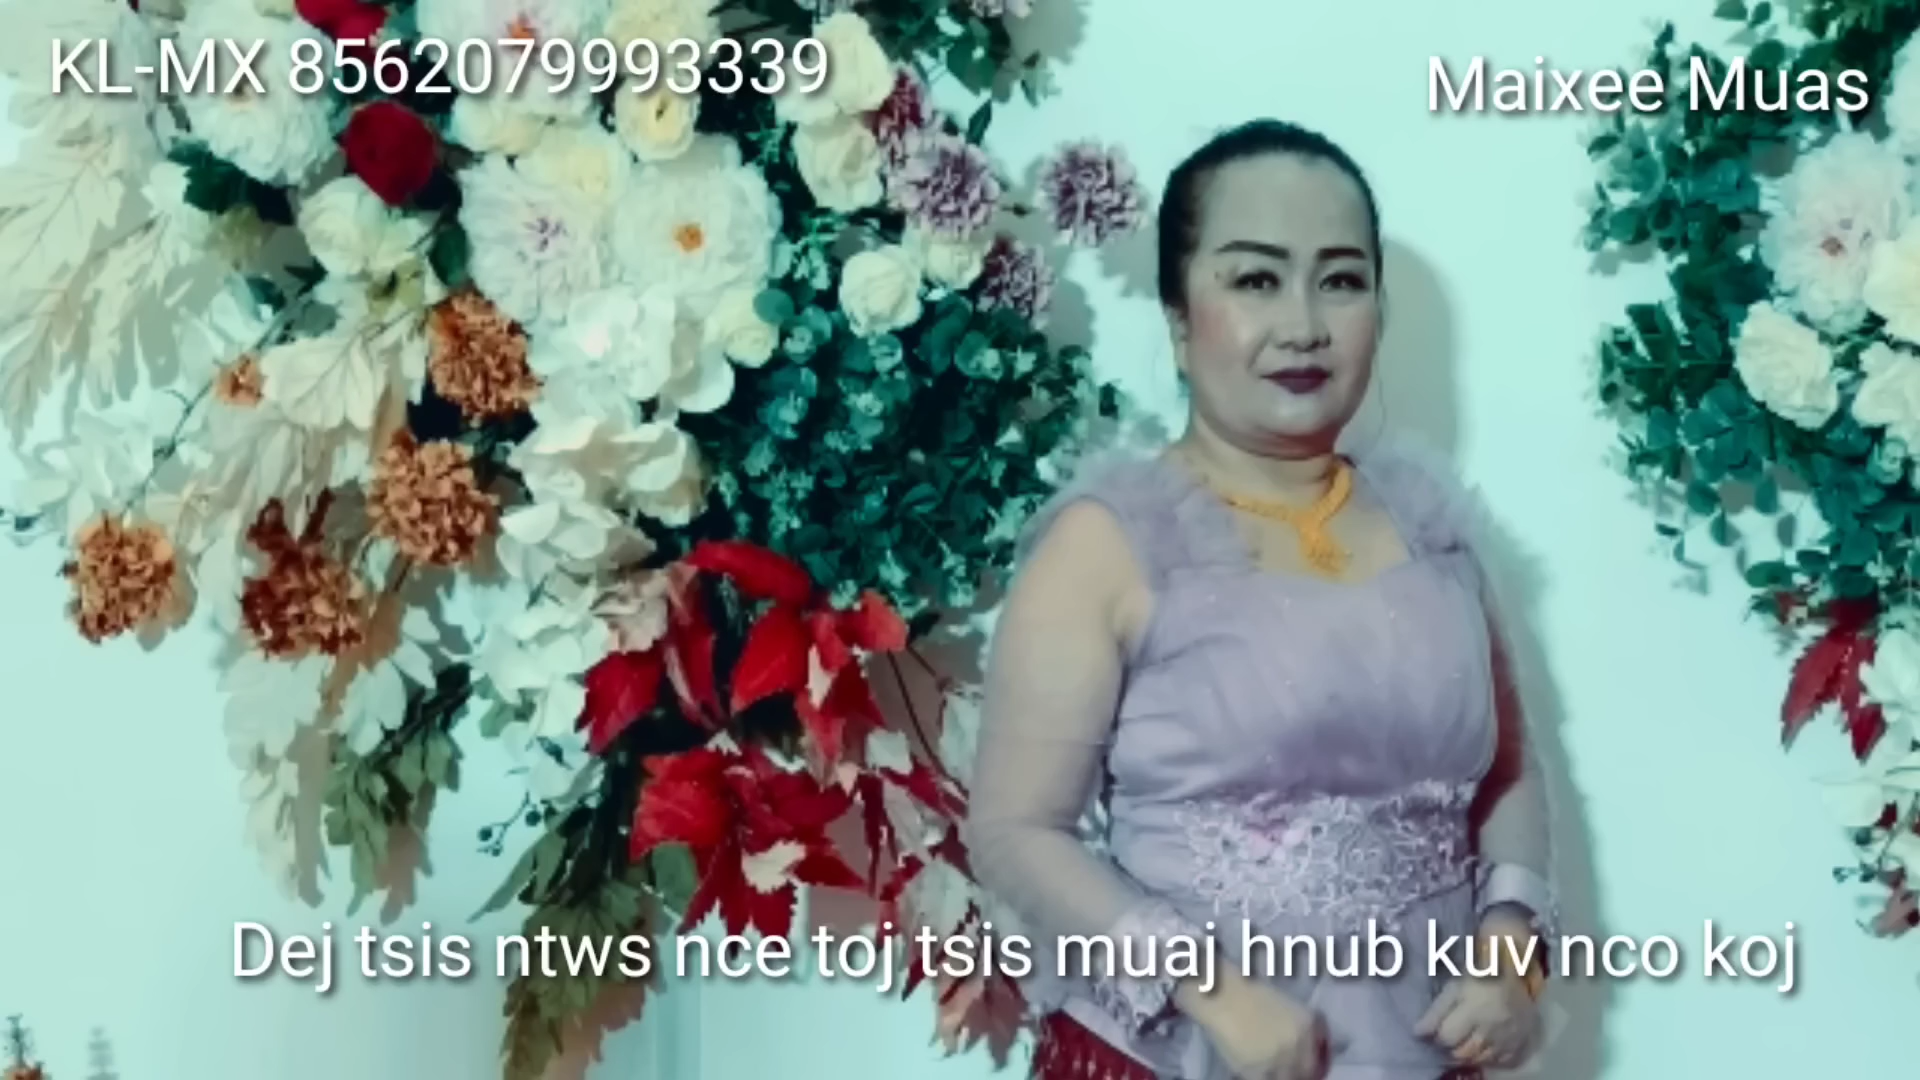 KL-MX 8562079993339
Maixee Muas
Dej tsis ntws nce toj tsis muaj hnub kuv nco koj